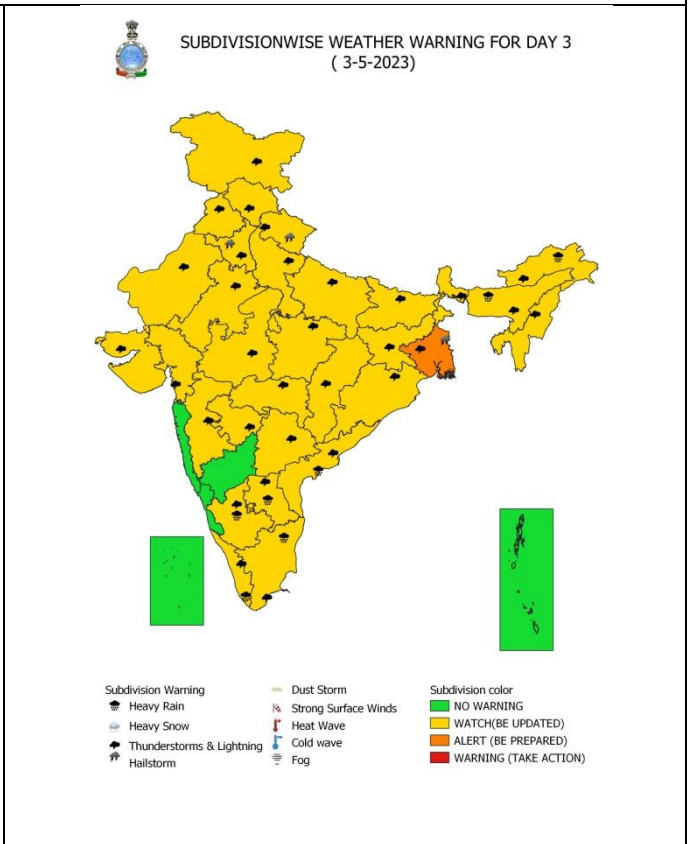 SUBDIVISIONWISE WEATHER WARNING FOR DAY 3
( 3-5-2023)
Subdivision Warning
Heavy Rain
Heavy Snow
Thunderstorms & Lightning
Hailstorm
Dust Storm
Strong Surface Winds
Heat Wave
Cold wave
Fog
Subdivision color
NO WARNING
WATCH(BE UPDATED)
ALERT (BE PREPARED)
WARNING (TAKE ACTION)